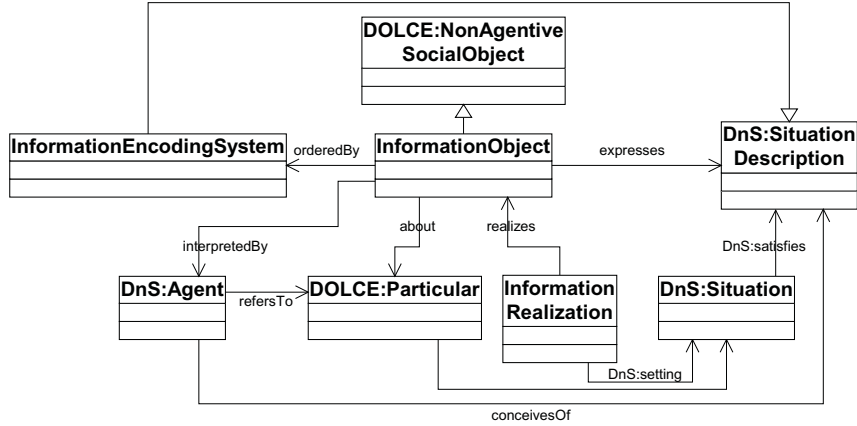 DOLCE:NonAgentive
SocialObject
InformationEncodingSystem
orderedBy
InformationObject
expresses
DnS:Situation
Description
interpretedBy
about
realizes
DnS:satisfies
DnS:Agent
refersTo
DOLCE:Particular
Information
Realization
DnS:Situation
DnS:setting
conceivesOf